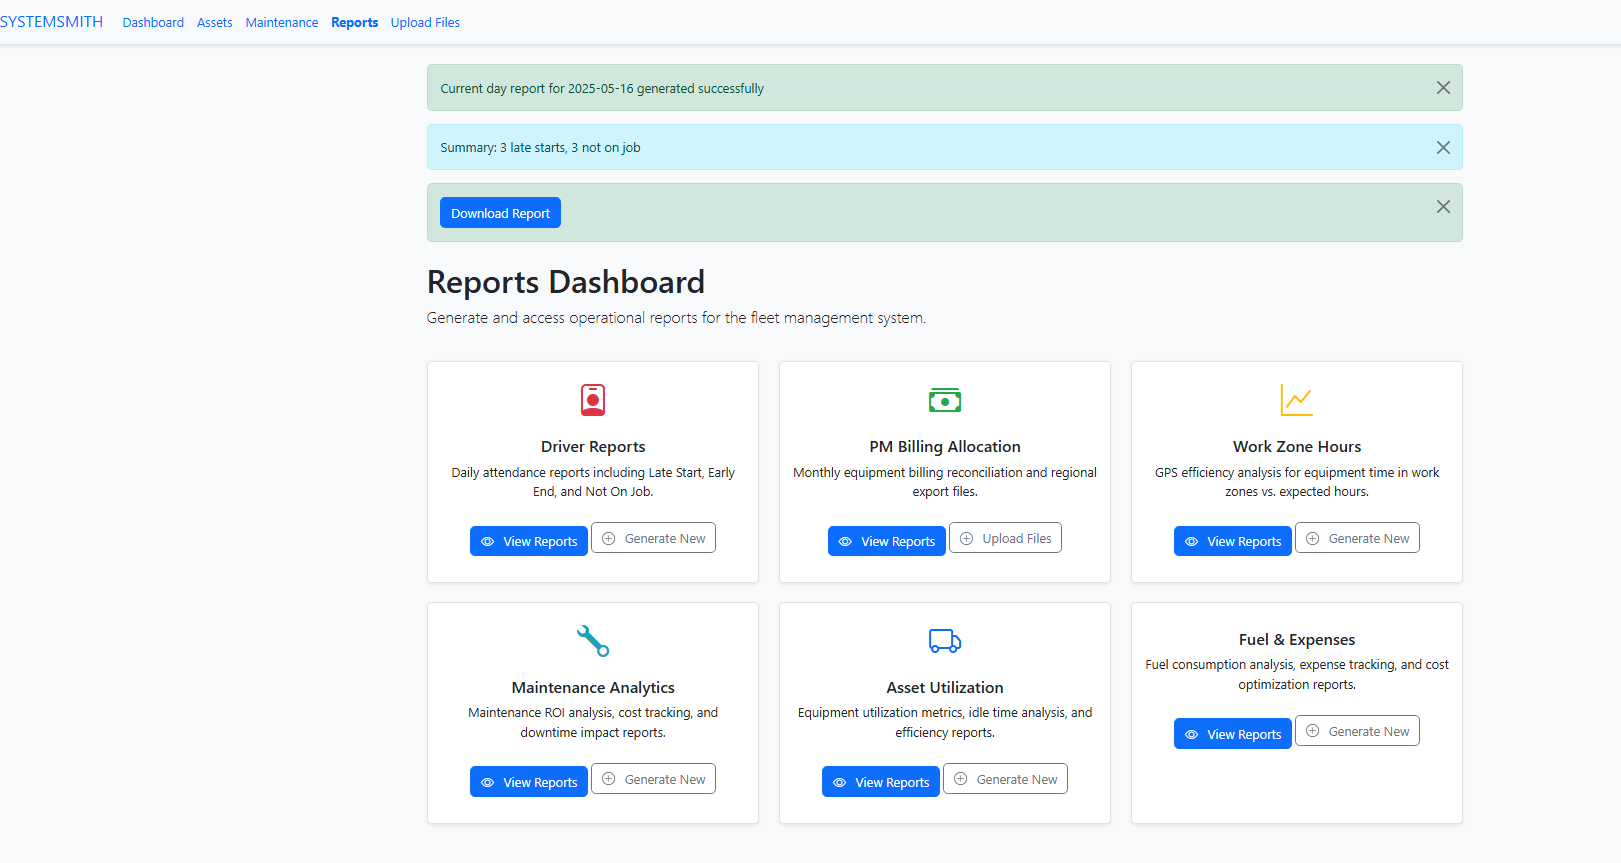 SYSTEMSMITH Dashboard Assets Maintenance Reports Upload Files
Current day report for 2025-05-16 generated successfully
Summary: 3 late starts, 3 not on job
Download Report
Reports Dashboard
Generate and access operational reports for the fleet management system.
Driver Reports
Daily attendance reports including Late Start, Early
End, and Not On Job.
View Reports Generate New
PM Billing Allocation
Monthly equipment billing reconciliation and regional
export files.
View Reports Upload Files
Work Zone Hours
GPS efficiency analysis for equipment time in work
zones vs. expected hours.
View Reports Generate New
Maintenance Analytics
Maintenance ROI analysis, cost tracking, and
downtime impact reports.
View Reports Generate New
Asset Utilization
Equipment utilization metrics, idle time analysis, and
efficiency reports.
View Reports Generate New
Fuel & Expenses
Fuel consumption analysis, expense tracking, and cost
optimization reports.
View Reports Generate New